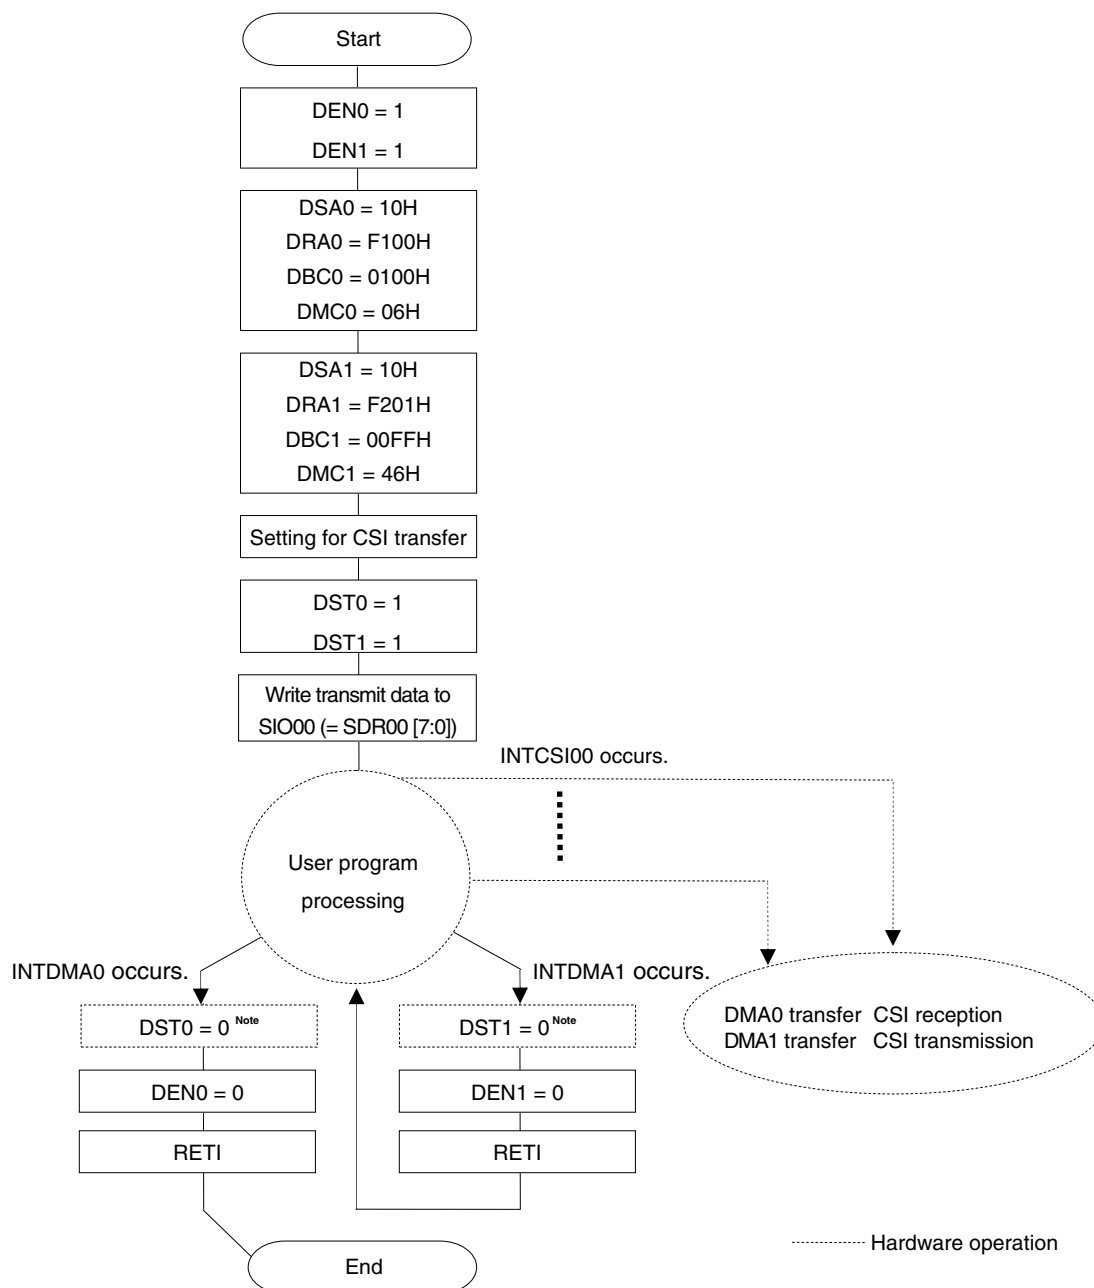 Start
DEN0 = 1
DEN1 = 1
DSA0 = 10H
DRA0 = F100H
DBC0 = 0100H
DMC0 = 06H
DSA1 = 10H
DRA1 = F201H
DBC1 = 00FFH
DMC1 = 46H
Setting for CSI transfer
DST0 = 1
DST1 = 1
Write transmit data to
SIO00 (= SDR00 [7:0])
INTCSI00 occurs.
User program
processing
INTDMA0 occurs.
INTDMA1 occurs.
DST0 = 0 Note
DST1 = 0 Note
DMA0 transfer CSI reception
DMA1 transfer CSI transmission
DEN0 = 0
DEN1 = 0
RETI
RETI
Hardware operation
End